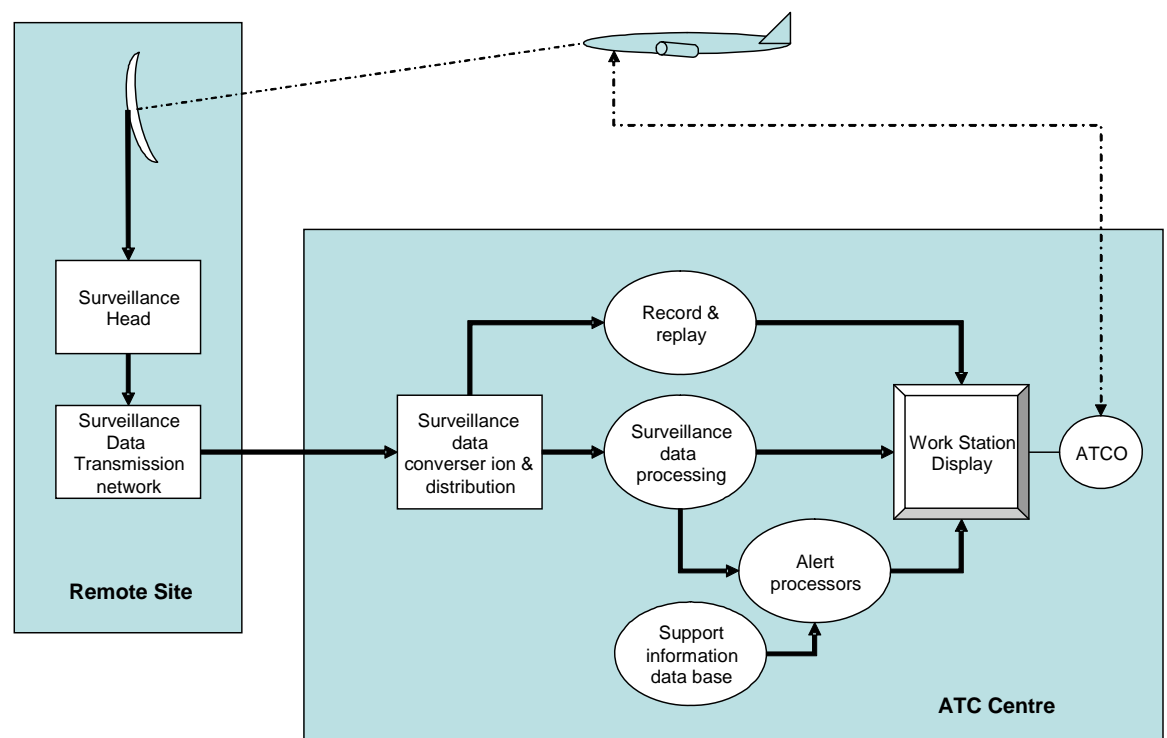 Surveillance
Head
Surveillance
Data
Transmission
network
Remote Site
Record &
replay
Surveillance
data
converser ion &
distribution
Surveillance
data
processing
Work Station
Display
ATCO
Alert
processors
Support
information
data base
ATC Centre